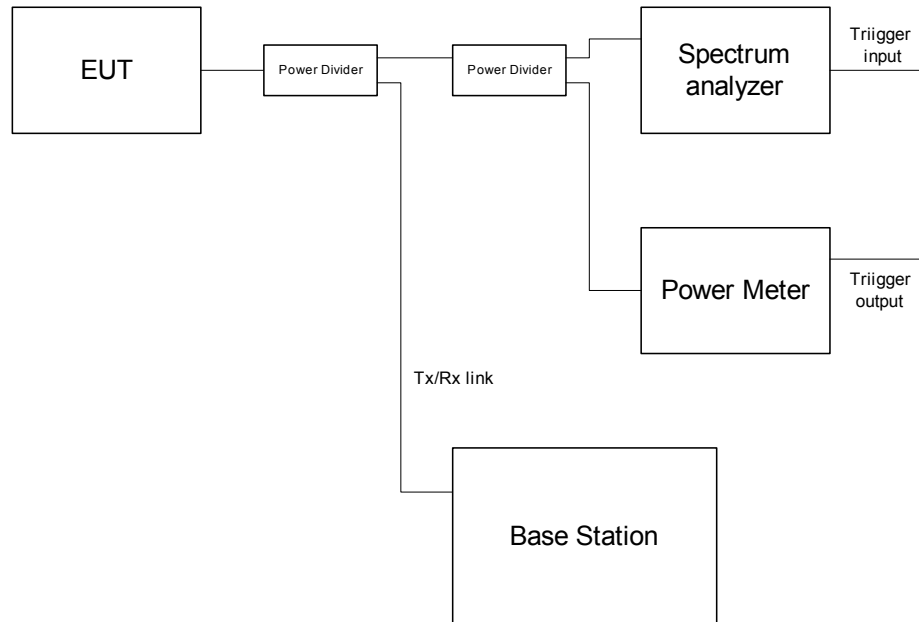 EUT
Power Divider
Power Divider
Spectrum
analyzer
Triigger
input
Power Meter
Triigger
output
Tx/Rx link
Base Station